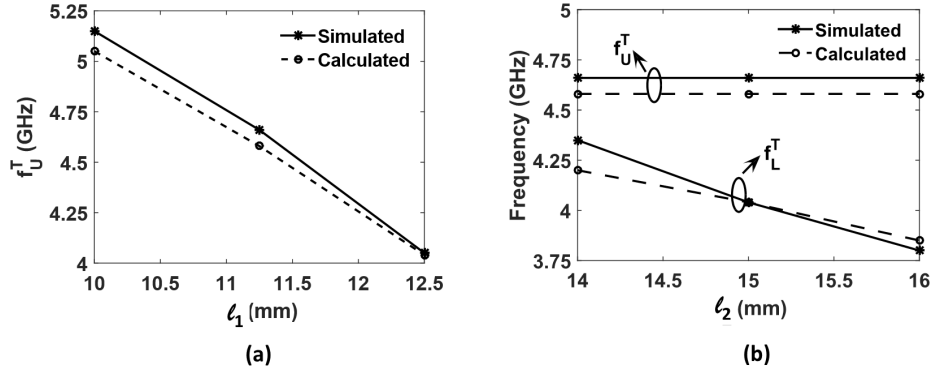 5.25
5
4.75
4.5
4.25
4
f_U^T (GHz)
Simulated
Calculated
10
10.5
11
11.5
12
12.5
ℓ1 (mm)
(a)
5
4.75
4.5
4.25
4
3.75
Frequency (GHz)
f_U^T
Simulated
Calculated
f_L^T
14
14.5
15
15.5
16
ℓ2 (mm)
(b)